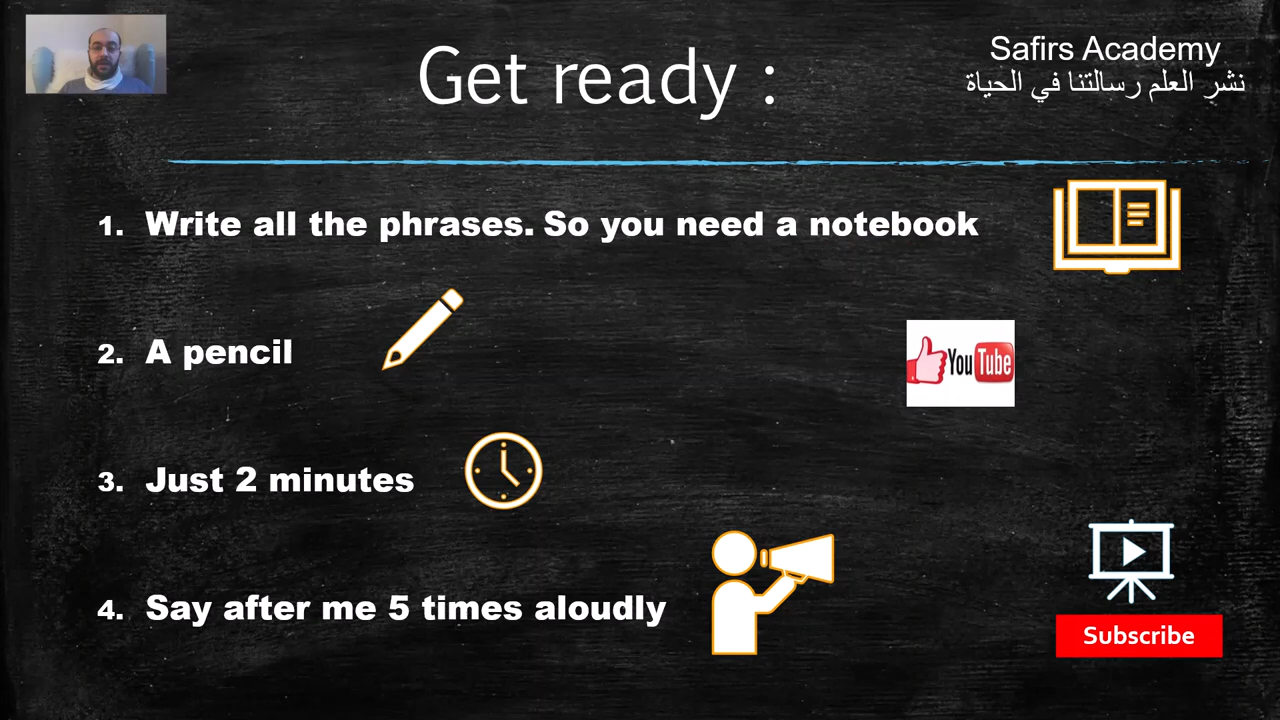 Get ready :
Safirs Academy
نشر العلم رسالتنا في الحياة
1. Write all the phrases. So you need a notebook
2. A pencil
YouTube
3. Just 2 minutes
4. Say after me 5 times aloudly
Subscribe